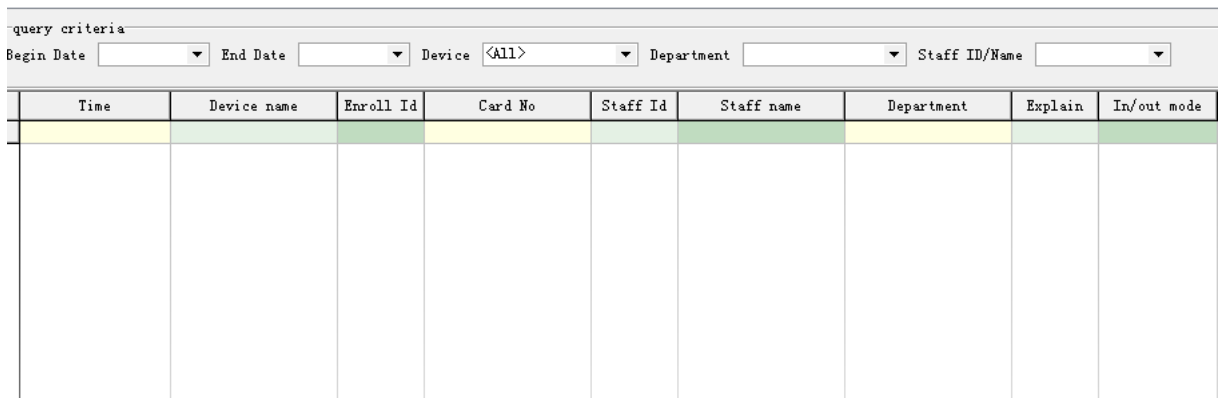 query criteria
Begin Date End Date Device <All> Department Staff ID/Name
Time Device name Enroll Id Card No Staff Id Staff name Department Explain In/out mode